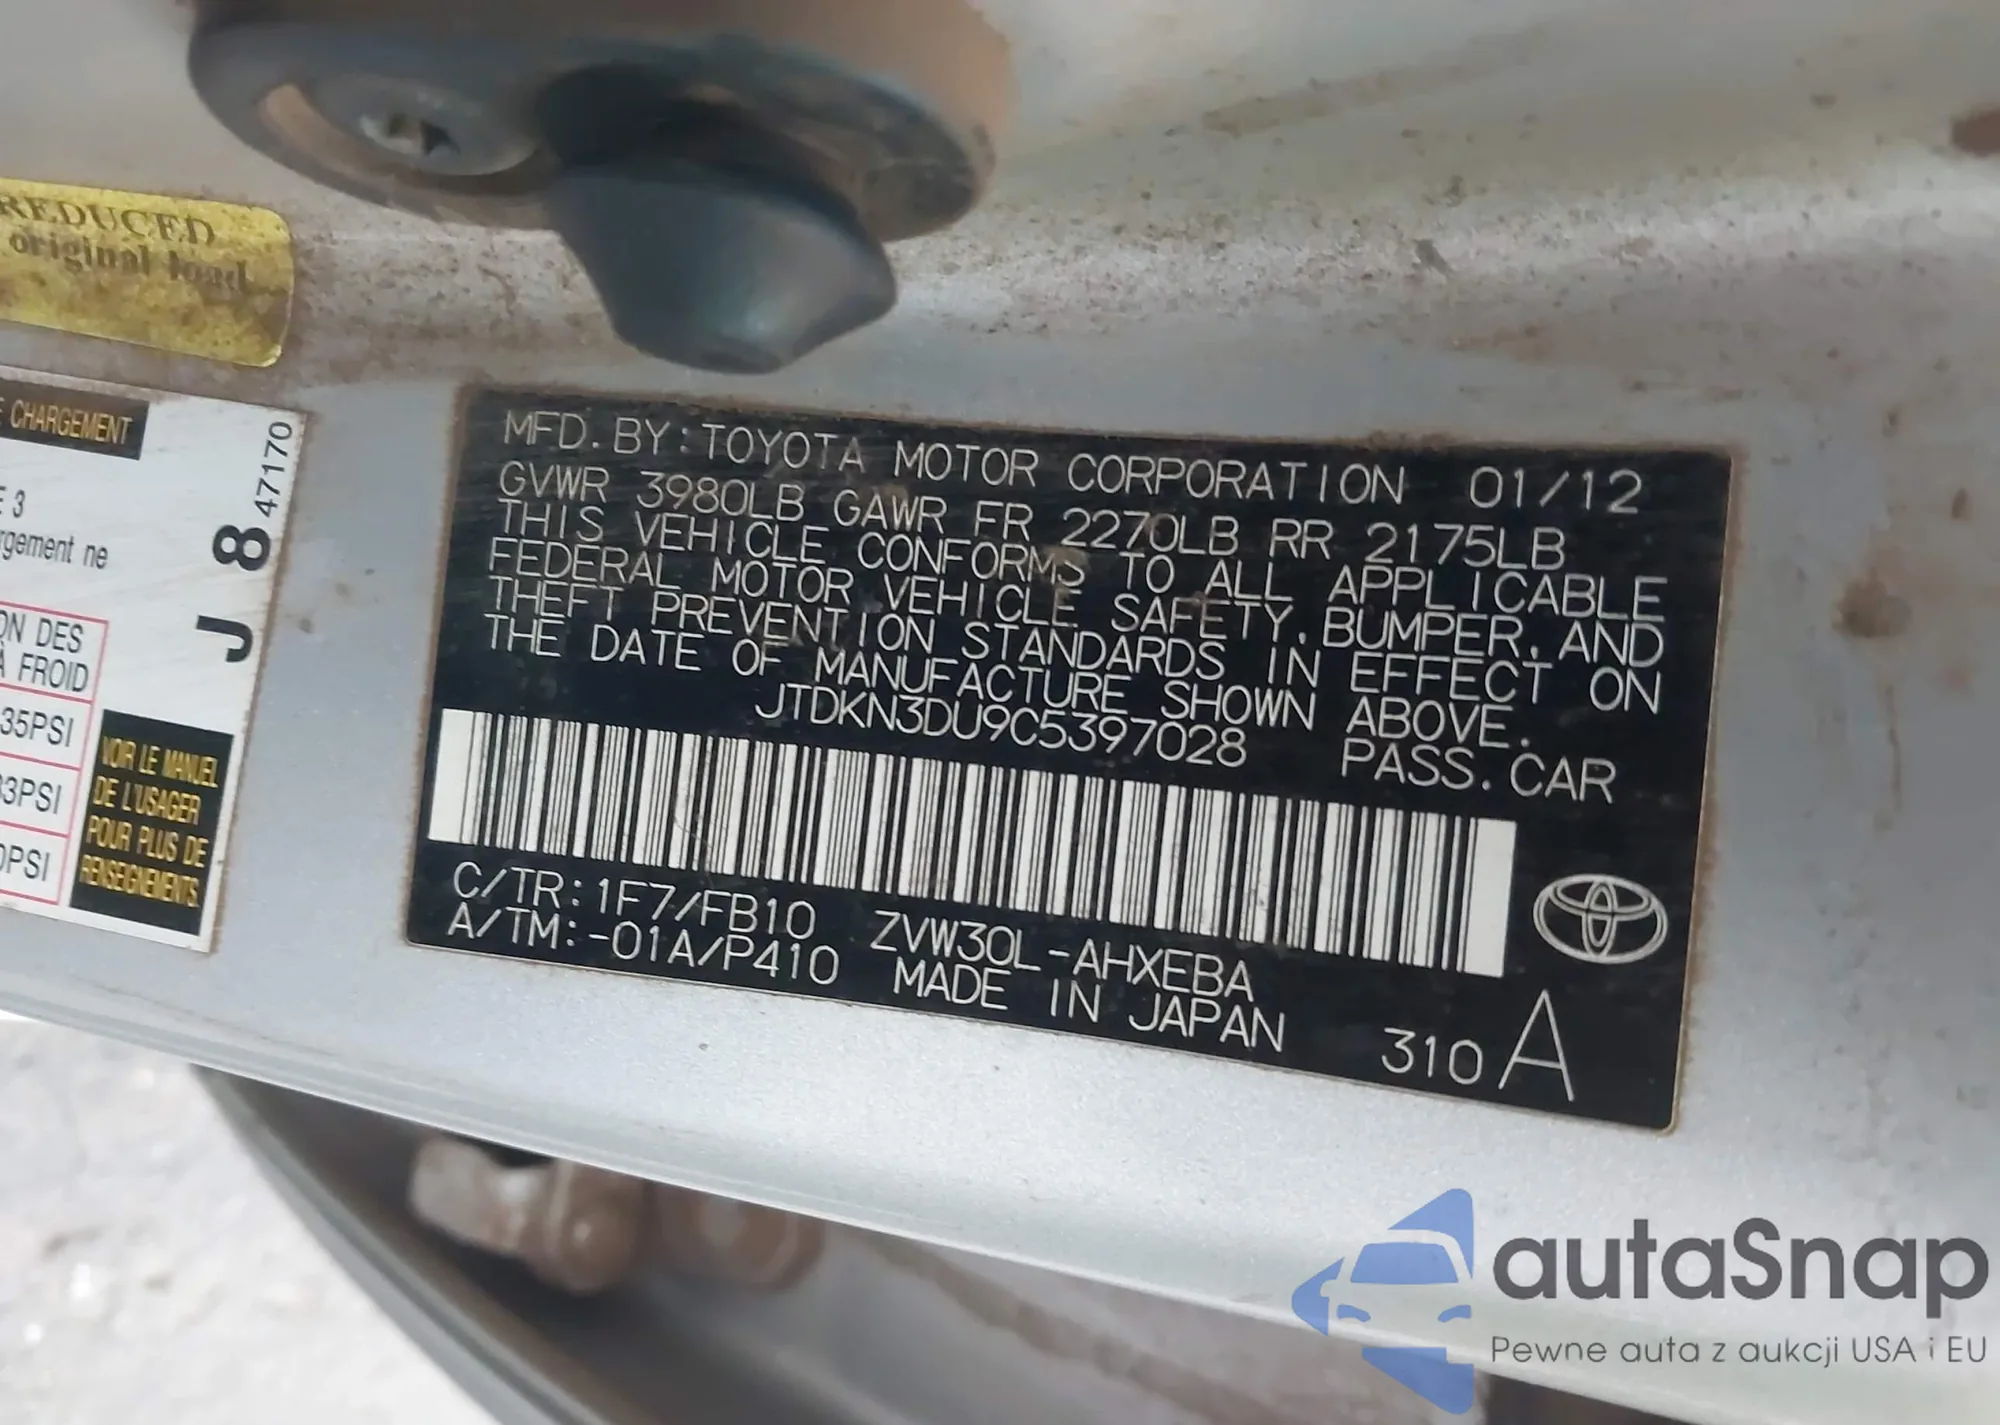 REDUCED
original load
CHARGEMENT
E 3
rgement ne
J 8 47170
ON DES
À FROID
35PSI
33PSI
0PSI
VOIR LE MANUEL
DE L'USAGER
POUR PLUS DE
RENSEIGNEMENTS.
MFD. BY: TOYOTA MOTOR CORPORATION 01/12
GVWR 3980LB GAWR FR 2270LB RR 2175LB
THIS VEHICLE CONFORMS TO ALL APPLICABLE
FEDERAL MOTOR VEHICLE SAFETY, BUMPER, AND
THEFT PREVENTION STANDARDS IN EFFECT ON
THE DATE OF MANUFACTURE SHOWN ABOVE.
JTDKN3DU9C5397028 PASS. CAR
C/TR: 1F7/FB10 ZVW30L-AHXEBA
A/TM: -01A/P410 MADE IN JAPAN 310 A
autaSnap
Pewne auta z aukcji USA i EU